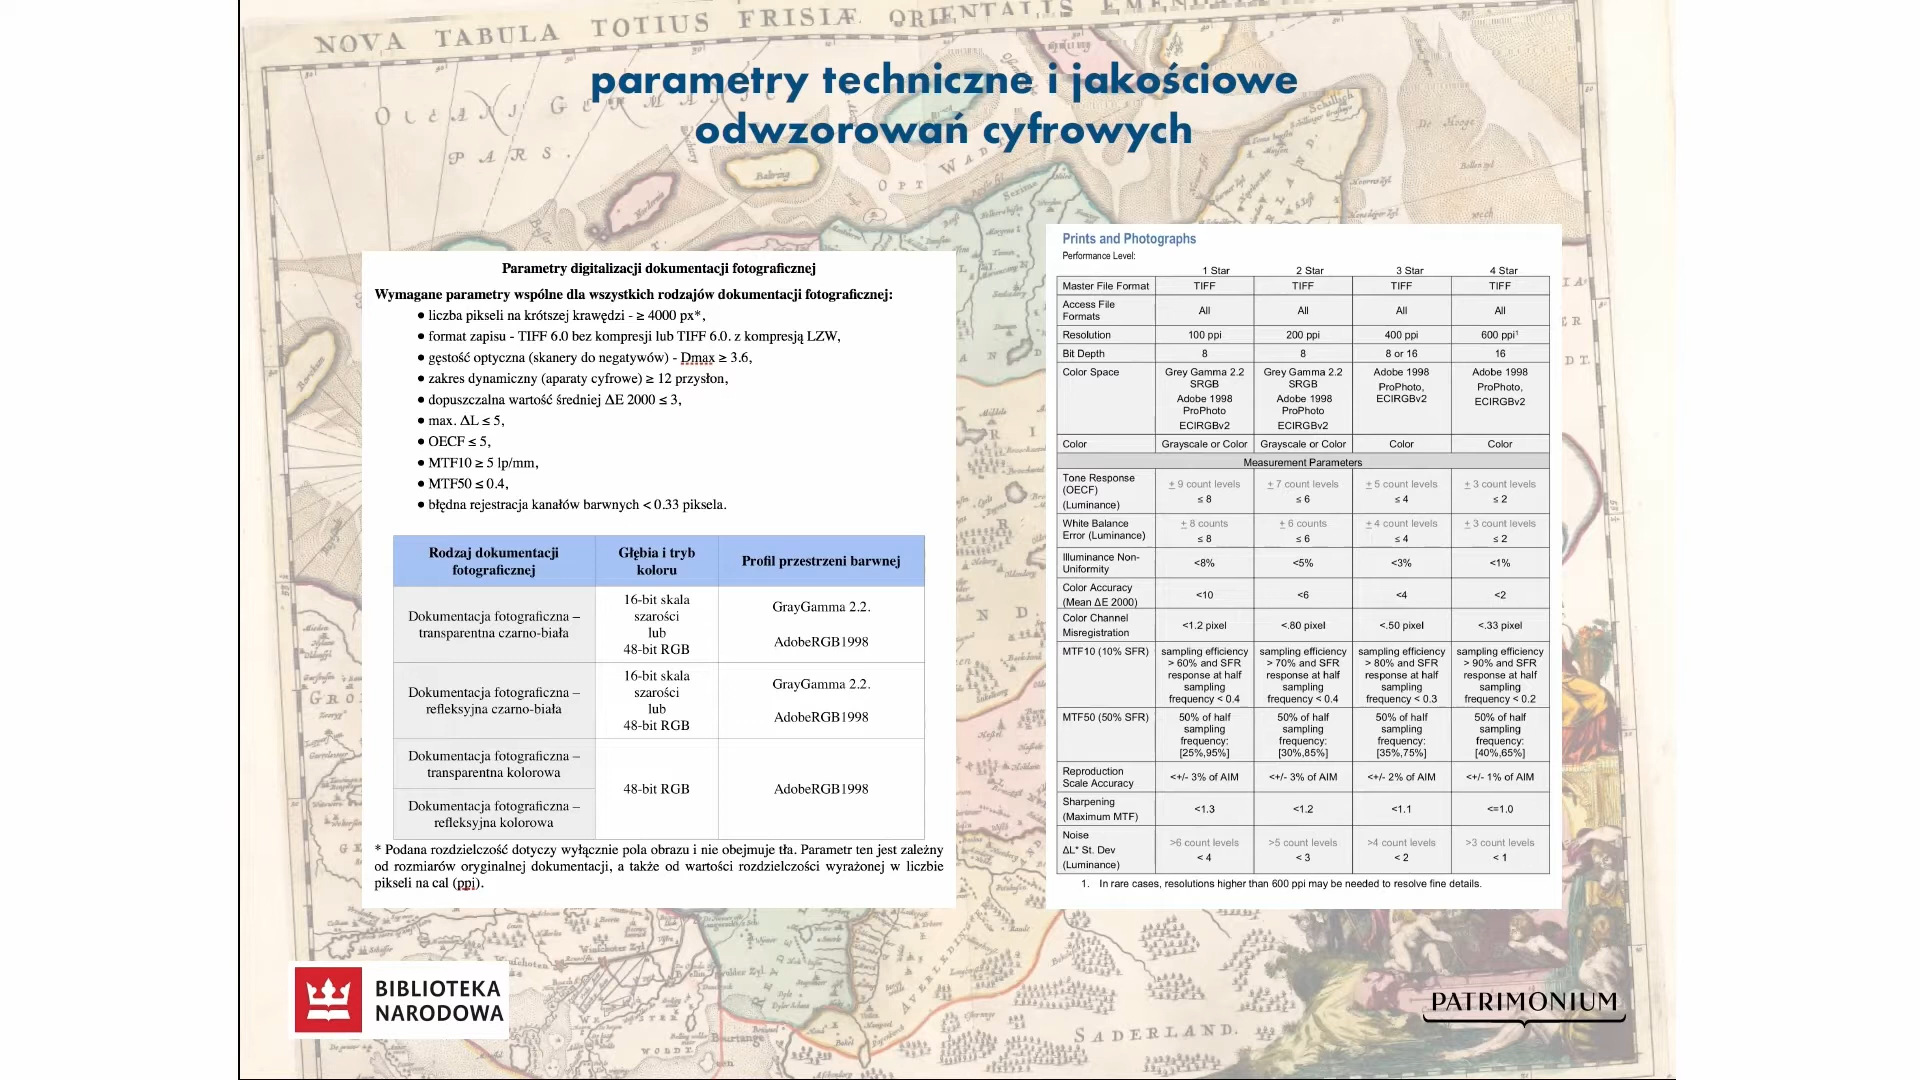 NOVA TABULA TOTIUS FRISIÆ ORIENTALIS EMENDATA
parametry techniczne i jakościowe
odwzorowań cyfrowych
PARS.
Baltring
OPT WAD
Parametry digitalizacji dokumentacji fotograficznej
Wymagane parametry wspólne dla wszystkich rodzajów dokumentacji fotograficznej:
● liczba pikseli na krótszej krawędzi - ≥ 4000 px*,
● format zapisu - TIFF 6.0 bez kompresji lub TIFF 6.0. z kompresją LZW,
● gęstość optyczna (skanery do negatywów) - Dmax ≥ 3.6,
● zakres dynamiczny (aparaty cyfrowe) ≥ 12 przysłon,
● dopuszczalna wartość średniej ΔE 2000 ≤ 3,
● max. ΔL ≤ 5,
● OECF ≤ 5,
● MTF10 ≥ 5 lp/mm,
● MTF50 ≤ 0.4,
● błędna rejestracja kanałów barwnych < 0.33 piksela.
Rodzaj dokumentacji fotograficznej Głębia i tryb koloru Profil przestrzeni barwnej
Dokumentacja fotograficzna – transparentna czarno-biała 16-bit skala szarości lub 48-bit RGB GrayGamma 2.2. AdobeRGB1998
Dokumentacja fotograficzna – refleksyjna czarno-biała 16-bit skala szarości lub 48-bit RGB GrayGamma 2.2. AdobeRGB1998
Dokumentacja fotograficzna – transparentna kolorowa 48-bit RGB AdobeRGB1998
Dokumentacja fotograficzna – refleksyjna kolorowa
* Podana rozdzielczość dotyczy wyłącznie pola obrazu i nie obejmuje tła. Parametr ten jest zależny
od rozmiarów oryginalnej dokumentacji, a także od wartości rozdzielczości wyrażonej w liczbie
pikseli na cal (ppi).
Prints and Photographs
Performance Level:
1 Star 2 Star 3 Star 4 Star
Master File Format TIFF TIFF TIFF TIFF
Access File Formats All All All All
Resolution 100 ppi 200 ppi 400 ppi 600 ppi¹
Bit Depth 8 8 8 or 16 16
Color Space Grey Gamma 2.2 SRGB Adobe 1998 ProPhoto ECIRGBv2 Grey Gamma 2.2 SRGB Adobe 1998 ProPhoto ECIRGBv2 Adobe 1998 ProPhoto, ECIRGBv2 Adobe 1998 ProPhoto, ECIRGBv2
Color Grayscale or Color Grayscale or Color Color Color
Measurement Parameters
Tone Response (OECF) (Luminance) ± 9 count levels ≤ 8 ± 7 count levels ≤ 6 ± 5 count levels ≤ 4 ± 3 count levels ≤ 2
White Balance Error (Luminance) ± 8 counts ≤ 8 ± 6 counts ≤ 6 ± 4 count levels ≤ 4 ± 3 count levels ≤ 2
Illuminance Non-Uniformity <8% <5% <3% <1%
Color Accuracy (Mean ΔE 2000) <10 <6 <4 <2
Color Channel Misregistration <1.2 pixel <.80 pixel <.50 pixel <.33 pixel
MTF10 (10% SFR) sampling efficiency > 60% and SFR response at half sampling frequency < 0.4 sampling efficiency > 70% and SFR response at half sampling frequency < 0.4 sampling efficiency > 80% and SFR response at half sampling frequency < 0.3 sampling efficiency > 90% and SFR response at half sampling frequency < 0.2
MTF50 (50% SFR) 50% of half sampling frequency: [25%,95%] 50% of half sampling frequency: [30%,85%] 50% of half sampling frequency: [35%,75%] 50% of half sampling frequency: [40%,65%]
Reproduction Scale Accuracy <+/- 3% of AIM <+/- 3% of AIM <+/- 2% of AIM <+/- 1% of AIM
Sharpening (Maximum MTF) <1.3 <1.2 <1.1 <=1.0
Noise ΔL* St. Dev (Luminance) >6 count levels < 4 >5 count levels < 3 >4 count levels < 2 >3 count levels < 1
1. In rare cases, resolutions higher than 600 ppi may be needed to resolve fine details.
BIBLIOTEKA
NARODOWA
PATRIMONIUM
SADERLAND.